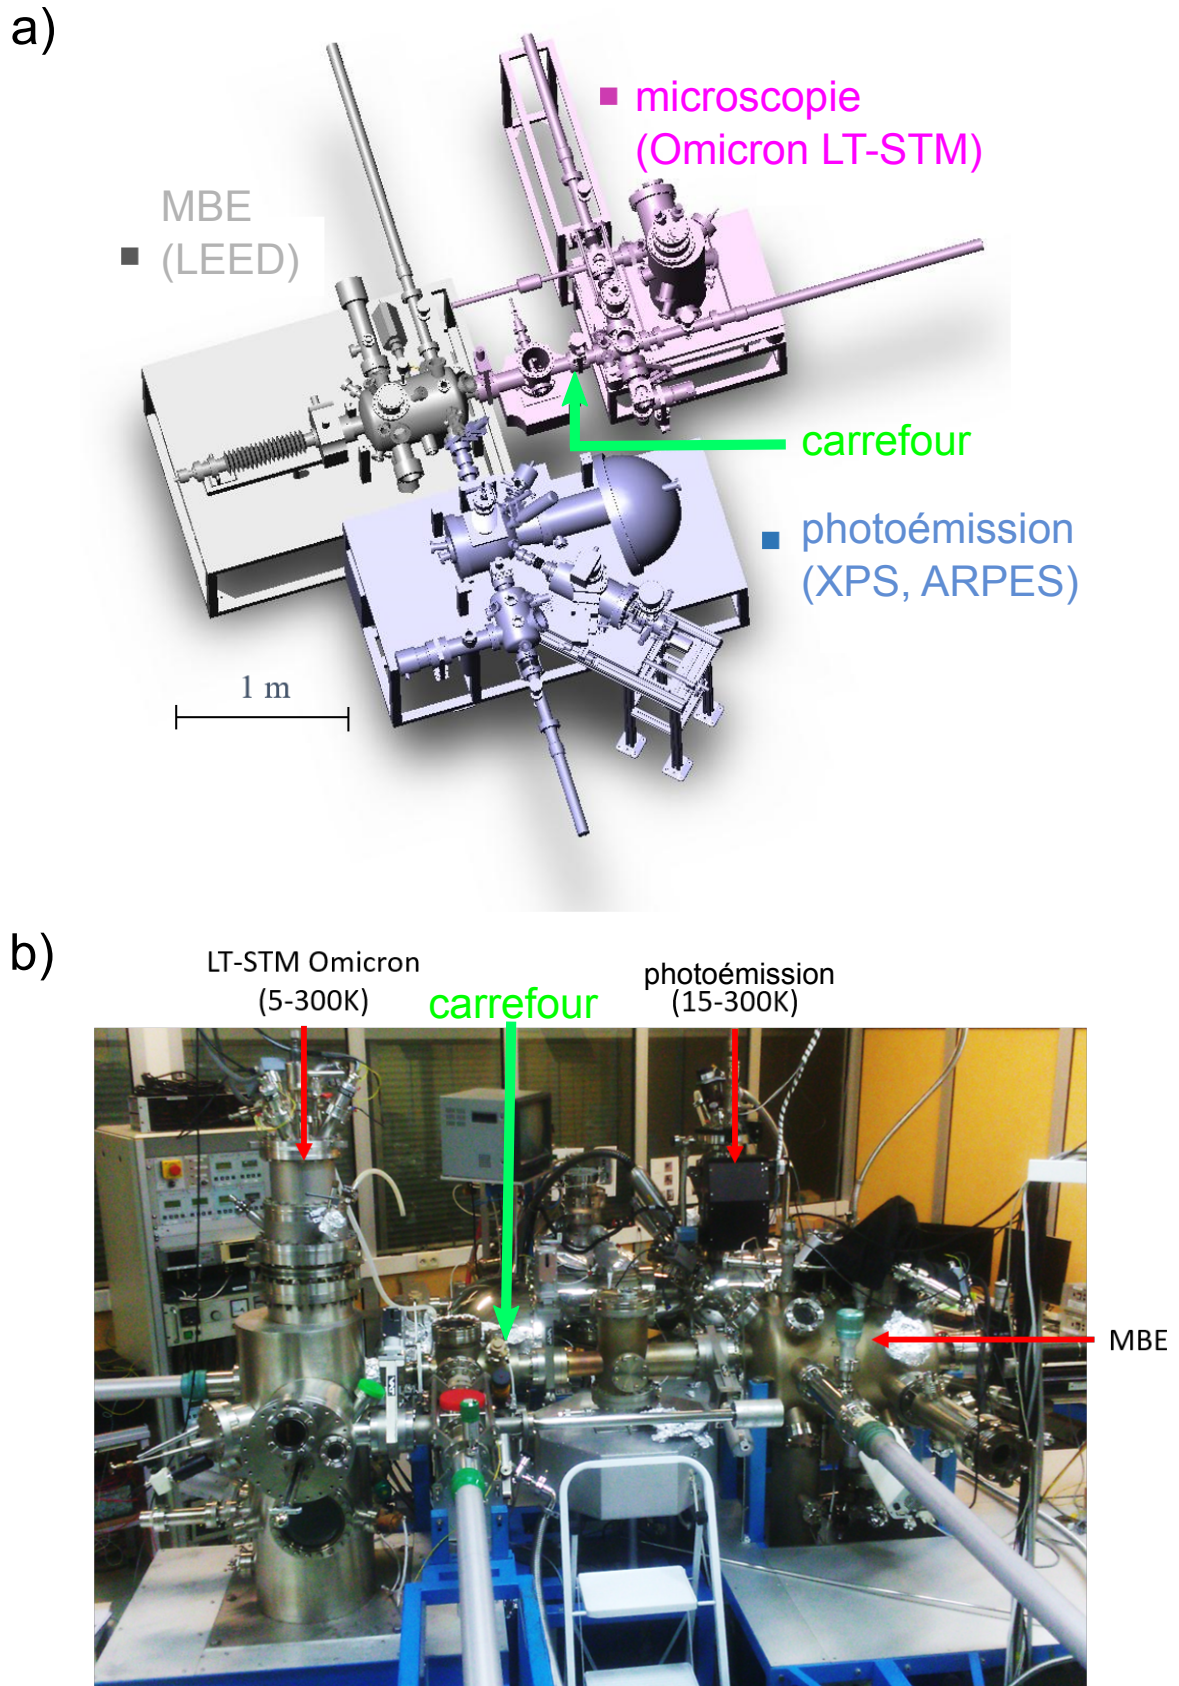 a)
microscopie
(Omicron LT-STM)
MBE
(LEED)
carrefour
photoémission
(XPS, ARPES)
1 m
b)
LT-STM Omicron
(5-300K)
carrefour
photoémission
(15-300K)
MBE